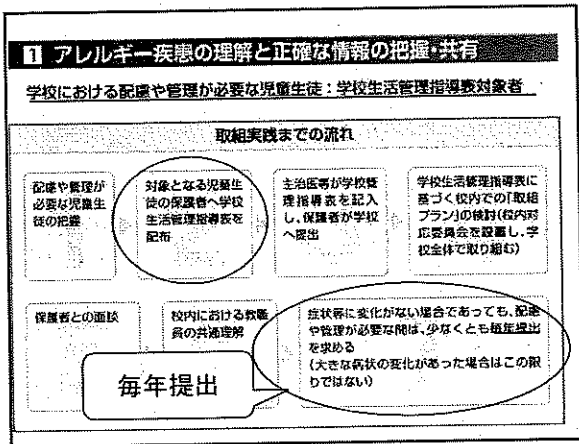 1 アレルギー疾患の理解と正確な情報の把握・共有
学校における配慮や管理が必要な児童生徒:学校生活管理指導表対象者
取組実践までの流れ
配慮や管理が
必要な児童生
徒の把握
対象となる児童生
徒の保護者へ学校
生活管理指導表を
配布
主治医等が学校管
理指導表を記入
し、保護者が学校
へ提出
学校生活管理指導表に
基づく校内での「取組
プラン」の検討(校内対
応委員会を設置し、学
校全体で取り組む)
保護者との面談
校内における教職
員の共通理解
症状等に変化がない場合であっても、配慮
や管理が必要な間は、少なくとも毎年提出
を求める
(大きな病状の変化があった場合はこの限
りではない)
毎年提出